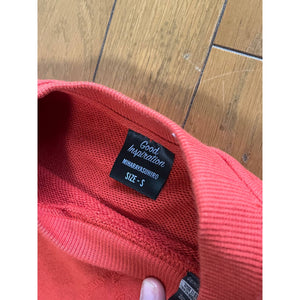 Good
Inspiration
MIHARAYASUHIRO
SIZE - S